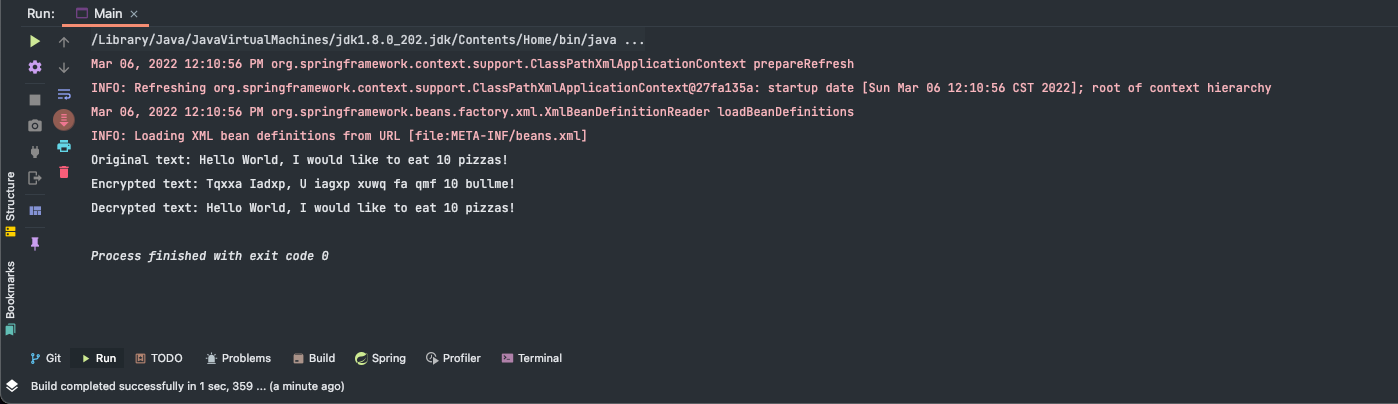 Run: Main
/Library/Java/JavaVirtualMachines/jdk1.8.0_202.jdk/Contents/Home/bin/java ...
Mar 06, 2022 12:10:56 PM org.springframework.context.support.ClassPathXmlApplicationContext prepareRefresh
INFO: Refreshing org.springframework.context.support.ClassPathXmlApplicationContext@27fa135a: startup date [Sun Mar 06 12:10:56 CST 2022]; root of context hierarchy
Mar 06, 2022 12:10:56 PM org.springframework.beans.factory.xml.XmlBeanDefinitionReader loadBeanDefinitions
INFO: Loading XML bean definitions from URL [file:META-INF/beans.xml]
Original text: Hello World, I would like to eat 10 pizzas!
Encrypted text: Tqxxa Iadxp, U iagxp xuwq fa qmf 10 bullme!
Decrypted text: Hello World, I would like to eat 10 pizzas!
Process finished with exit code 0
Structure
Bookmarks
Git Run TODO Problems Build Spring Profiler Terminal
Build completed successfully in 1 sec, 359 ... (a minute ago)